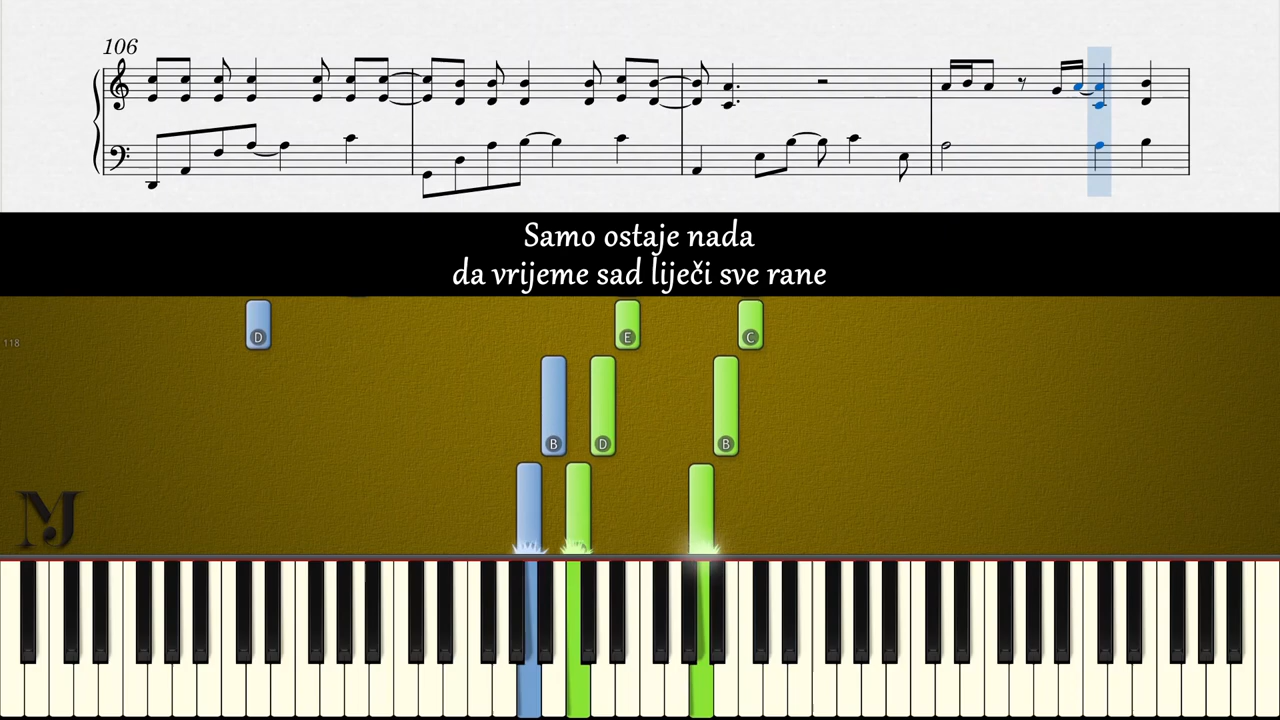 106
Samo ostaje nada
da vrijeme sad liječi sve rane
D
E
C
118
B
D
B
MJ